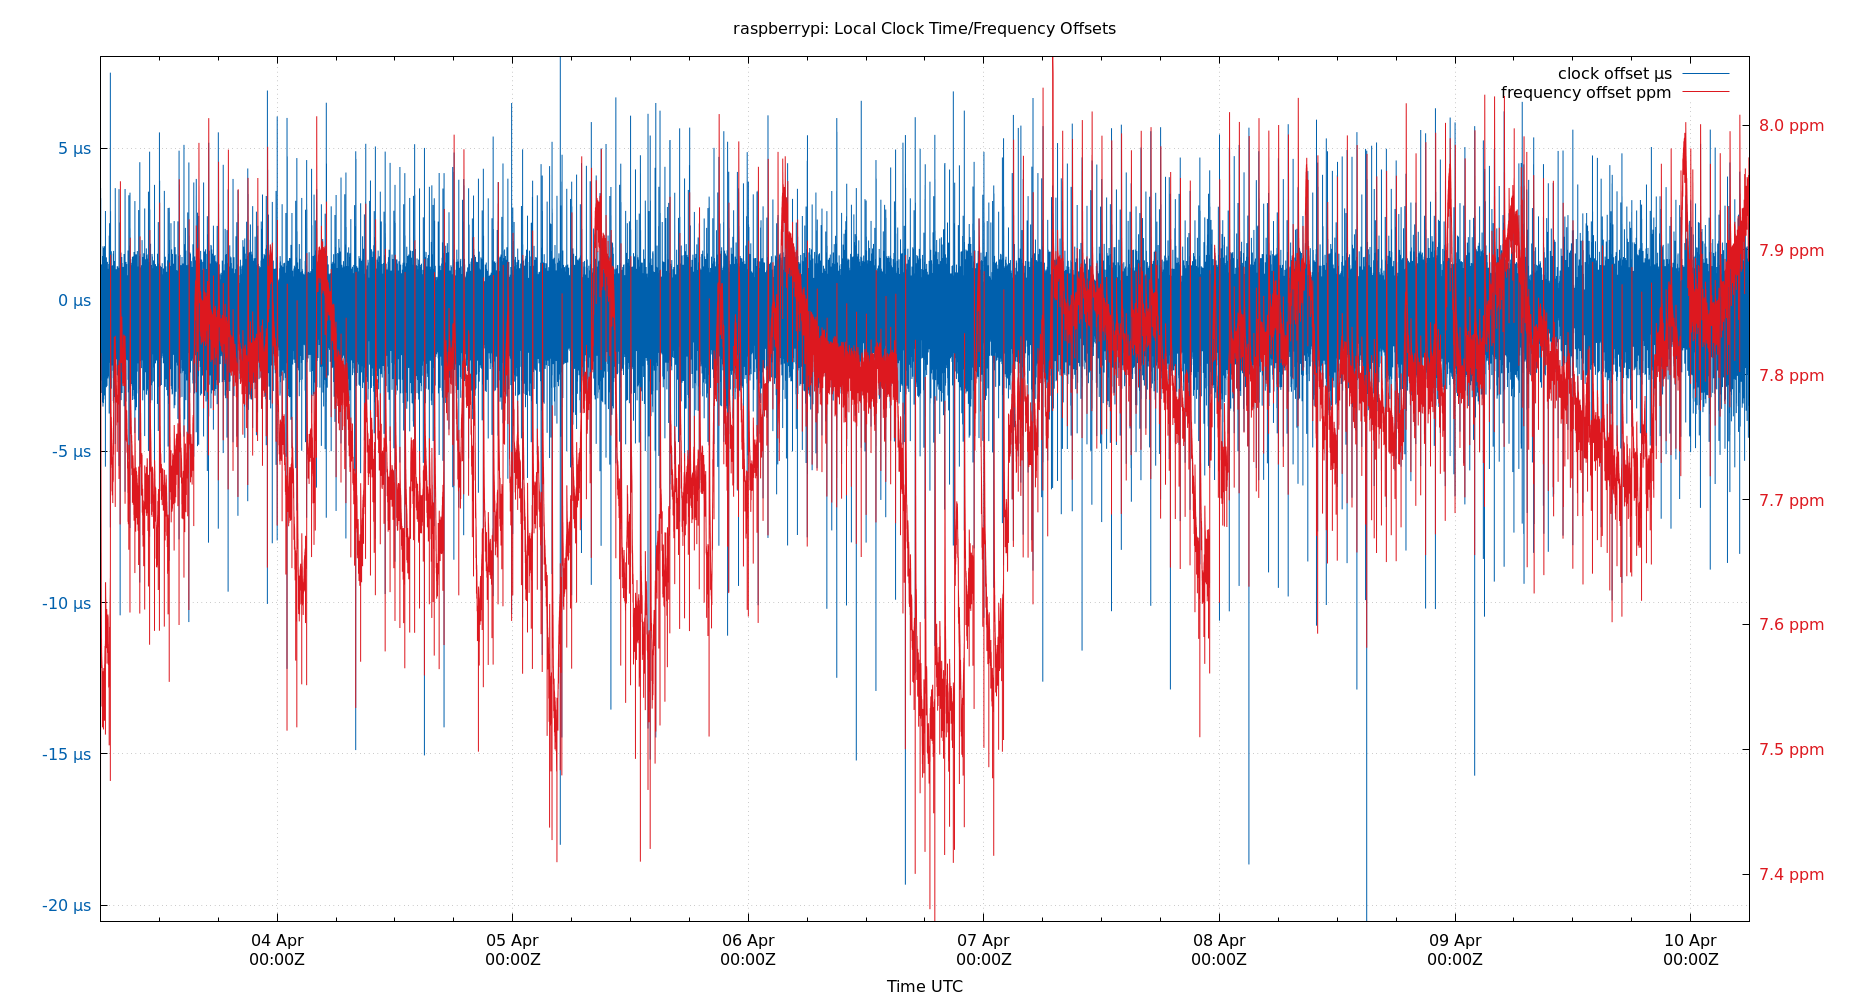 raspberrypi: Local Clock Time/Frequency Offsets
clock offset µs
frequency offset ppm
5 µs
0 µs
-5 µs
-10 µs
-15 µs
-20 µs
8.0 ppm
7.9 ppm
7.8 ppm
7.7 ppm
7.6 ppm
7.5 ppm
7.4 ppm
04 Apr
00:00Z
05 Apr
00:00Z
06 Apr
00:00Z
07 Apr
00:00Z
08 Apr
00:00Z
09 Apr
00:00Z
10 Apr
00:00Z
Time UTC